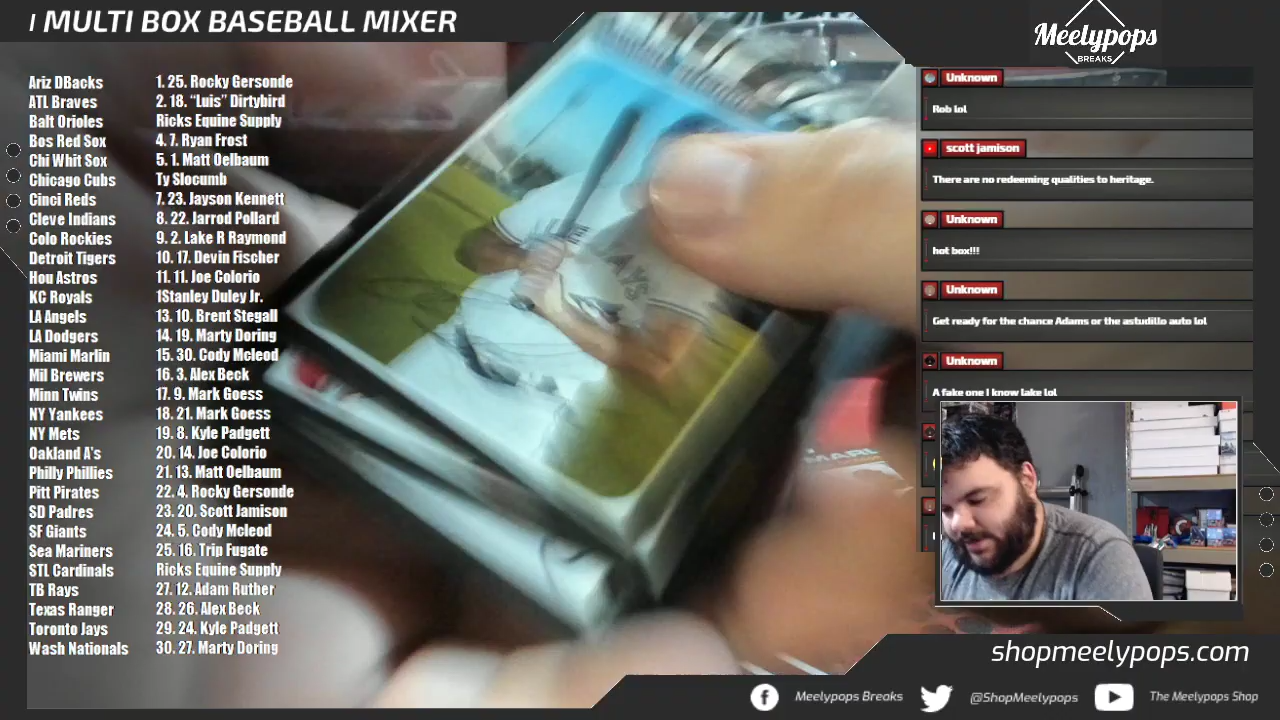 MULTI BOX BASEBALL MIXER
Meelypops
BREAKS
Ariz DBacks 1. 25. Rocky Gersonde
ATL Braves 2. 18. "Luis" Dirtybird
Balt Orioles Ricks Equine Supply
Bos Red Sox 4. 7. Ryan Frost
Chi Whit Sox 5. 1. Matt Oelbaum
Chicago Cubs Ty Slocumb
Cinci Reds 7. 23. Jayson Kennett
Cleve Indians 8. 22. Jarrod Pollard
Colo Rockies 9. 2. Lake R Raymond
Detroit Tigers 10. 17. Devin Fischer
Hou Astros 11. 11. Joe Colorio
KC Royals 1Stanley Duley Jr.
LA Angels 13. 10. Brent Stegall
LA Dodgers 14. 19. Marty Doring
Miami Marlin 15. 30. Cody Mcleod
Mil Brewers 16. 3. Alex Beck
Minn Twins 17. 9. Mark Goess
NY Yankees 18. 21. Mark Goess
NY Mets 19. 8. Kyle Padgett
Oakland A's 20. 14. Joe Colorio
Philly Phillies 21. 13. Matt Oelbaum
Pitt Pirates 22. 4. Rocky Gersonde
SD Padres 23. 20. Scott Jamison
SF Giants 24. 5. Cody Mcleod
Sea Mariners 25. 16. Trip Fugate
STL Cardinals Ricks Equine Supply
TB Rays 27. 12. Adam Ruther
Texas Ranger 28. 26. Alex Beck
Toronto Jays 29. 24. Kyle Padgett
Wash Nationals 30. 27. Marty Doring
Unknown
Rob lol
scott jamison
There are no redeeming qualities to heritage.
Unknown
hot box!!!
Unknown
Get ready for the chance Adams or the astudillo auto lol
Unknown
A fake one I know lake lol
MARL
shopmeelypops.com
Meelypops Breaks
@ShopMeelypops
The Meelypops Shop